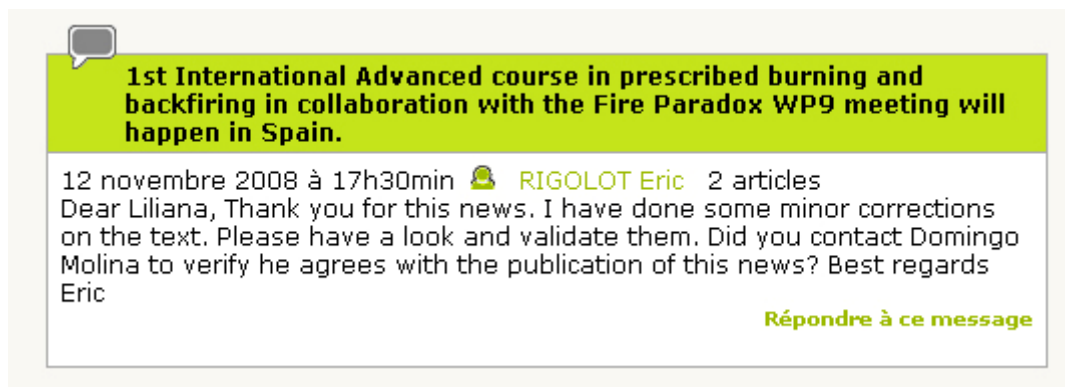 1st International Advanced course in prescribed burning and
backfiring in collaboration with the Fire Paradox WP9 meeting will
happen in Spain.
12 novembre 2008 à 17h30min RIGOLOT Eric 2 articles
Dear Liliana, Thank you for this news. I have done some minor corrections
on the text. Please have a look and validate them. Did you contact Domingo
Molina to verify he agrees with the publication of this news? Best regards
Eric
Répondre à ce message